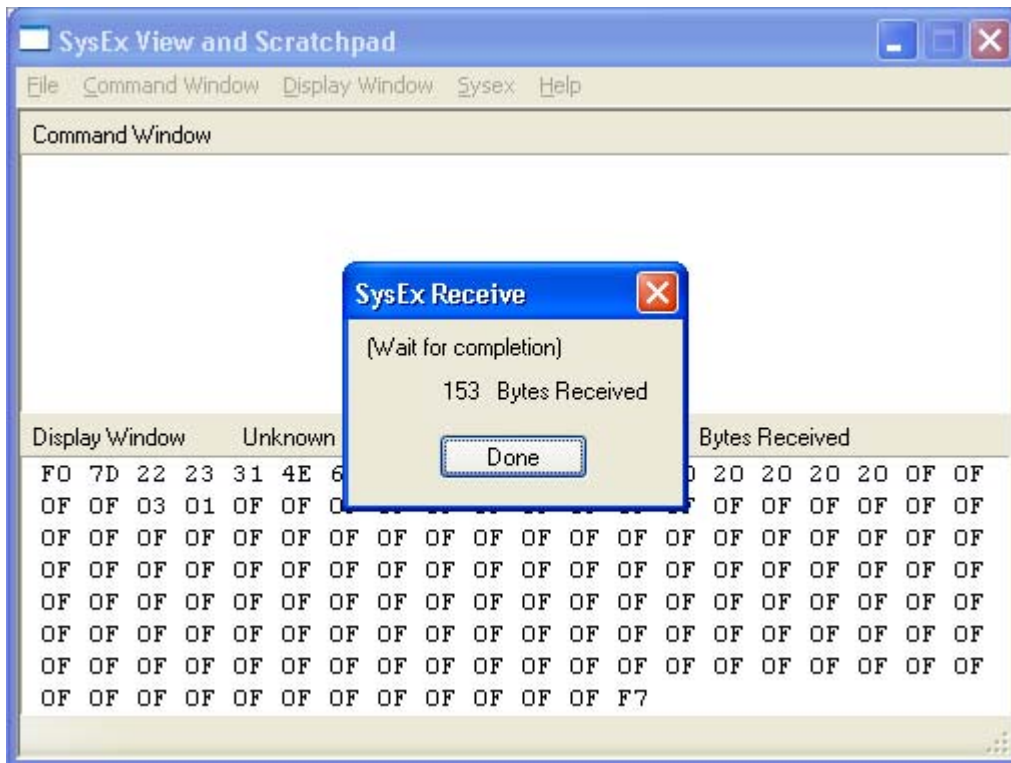 SysEx View and Scratchpad
File Command Window Display Window Sysex Help
Command Window
SysEx Receive
(Wait for completion)
153 Bytes Received
Done
Display Window Unknown Bytes Received
F0 7D 22 23 31 4E 20 20 20 20 0F 0F
0F 0F 03 01 0F 0F 0F 0F 0F 0F 0F 0F
0F 0F 0F 0F 0F 0F 0F 0F 0F 0F 0F 0F 0F 0F 0F 0F 0F 0F 0F 0F
0F 0F 0F 0F 0F 0F 0F 0F 0F 0F 0F 0F 0F 0F 0F 0F 0F 0F 0F 0F
0F 0F 0F 0F 0F 0F 0F 0F 0F 0F 0F 0F 0F 0F 0F 0F 0F 0F 0F 0F
0F 0F 0F 0F 0F 0F 0F 0F 0F 0F 0F 0F 0F 0F 0F 0F 0F 0F 0F 0F
0F 0F 0F 0F 0F 0F 0F 0F 0F 0F 0F 0F 0F 0F 0F 0F 0F 0F 0F 0F
0F 0F 0F 0F 0F 0F 0F 0F 0F 0F 0F 0F F7